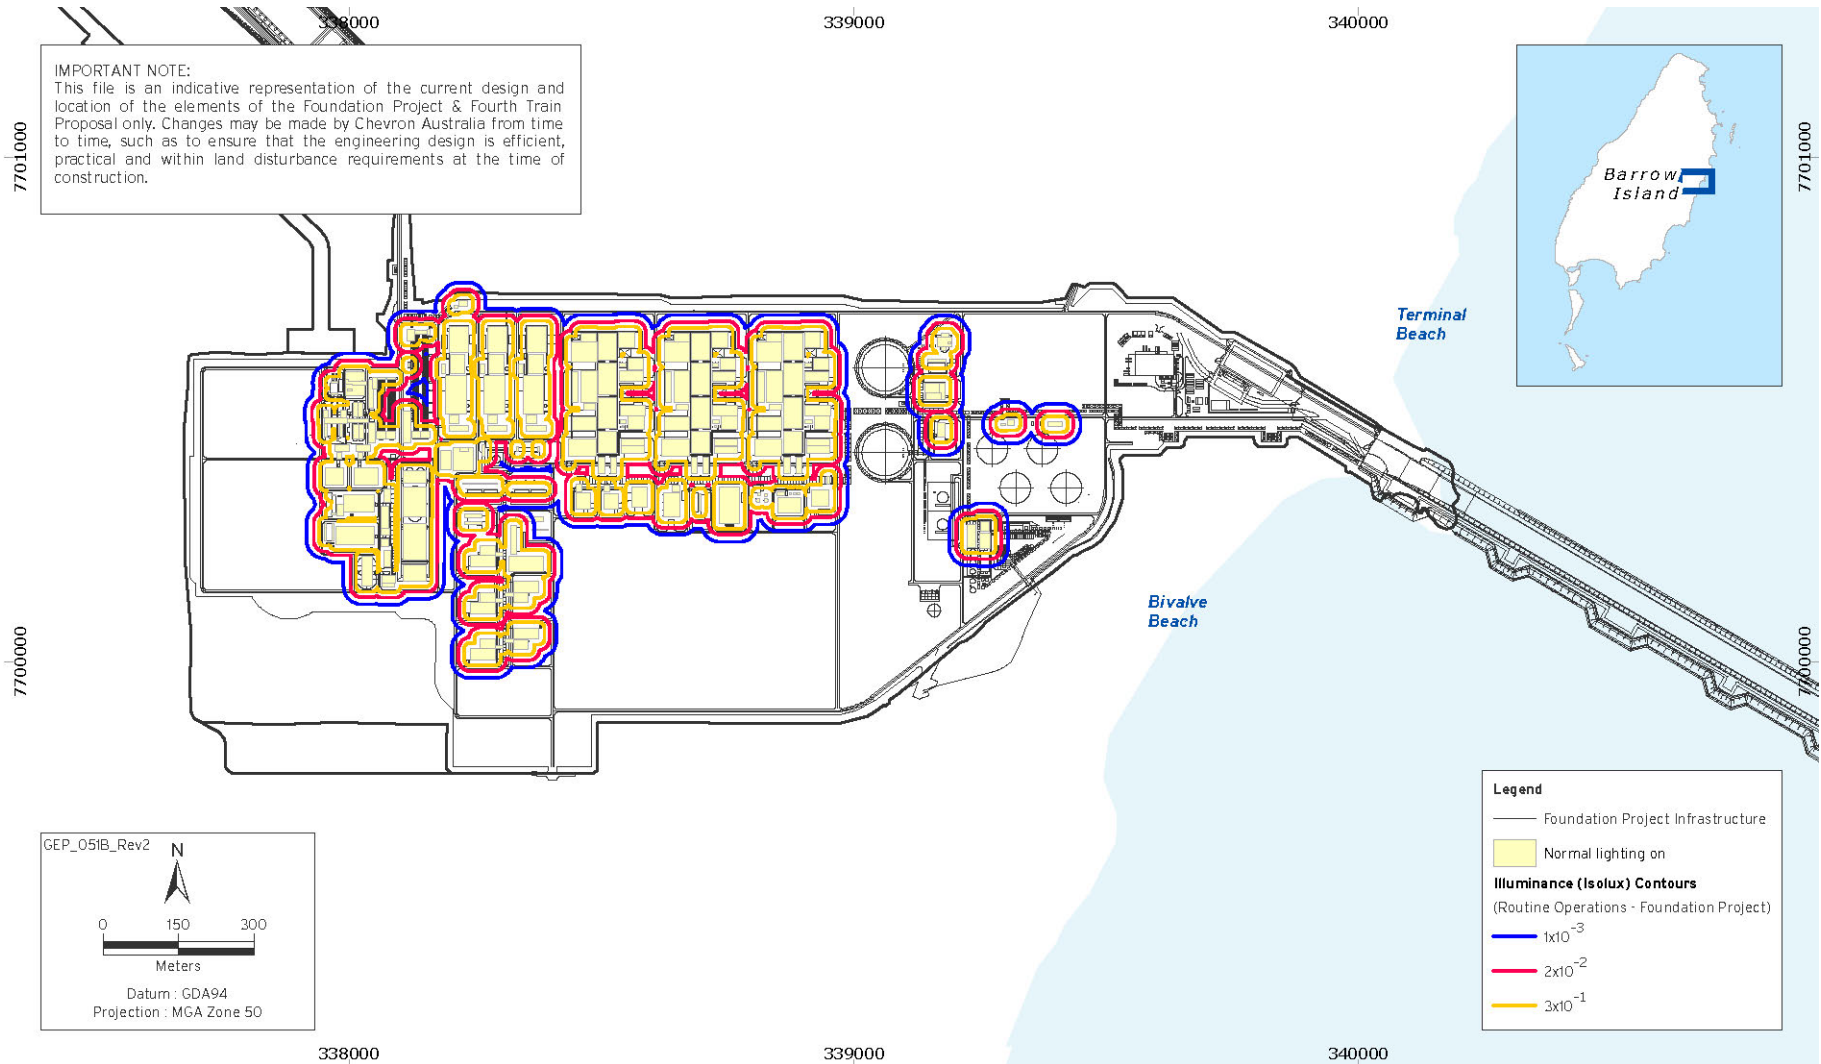 338000
339000
340000
IMPORTANT NOTE:
This file is an indicative representation of the current design and
location of the elements of the Foundation Project & Fourth Train
Proposal only. Changes may be made by Chevron Australia from time
to time, such as to ensure that the engineering design is efficient,
practical and within land disturbance requirements at the time of
construction.
7701000
7701000
Barrow
Island
Terminal
Beach
Bivalve
Beach
7700000
7700000
Legend
Foundation Project Infrastructure
Normal lighting on
Illuminance (Isolux) Contours
(Routine Operations - Foundation Project)
1x10⁻³
2x10⁻²
3x10⁻¹
GEP_051B_Rev2
N
0 150 300
Meters
Datum : GDA94
Projection : MGA Zone 50
338000
339000
340000